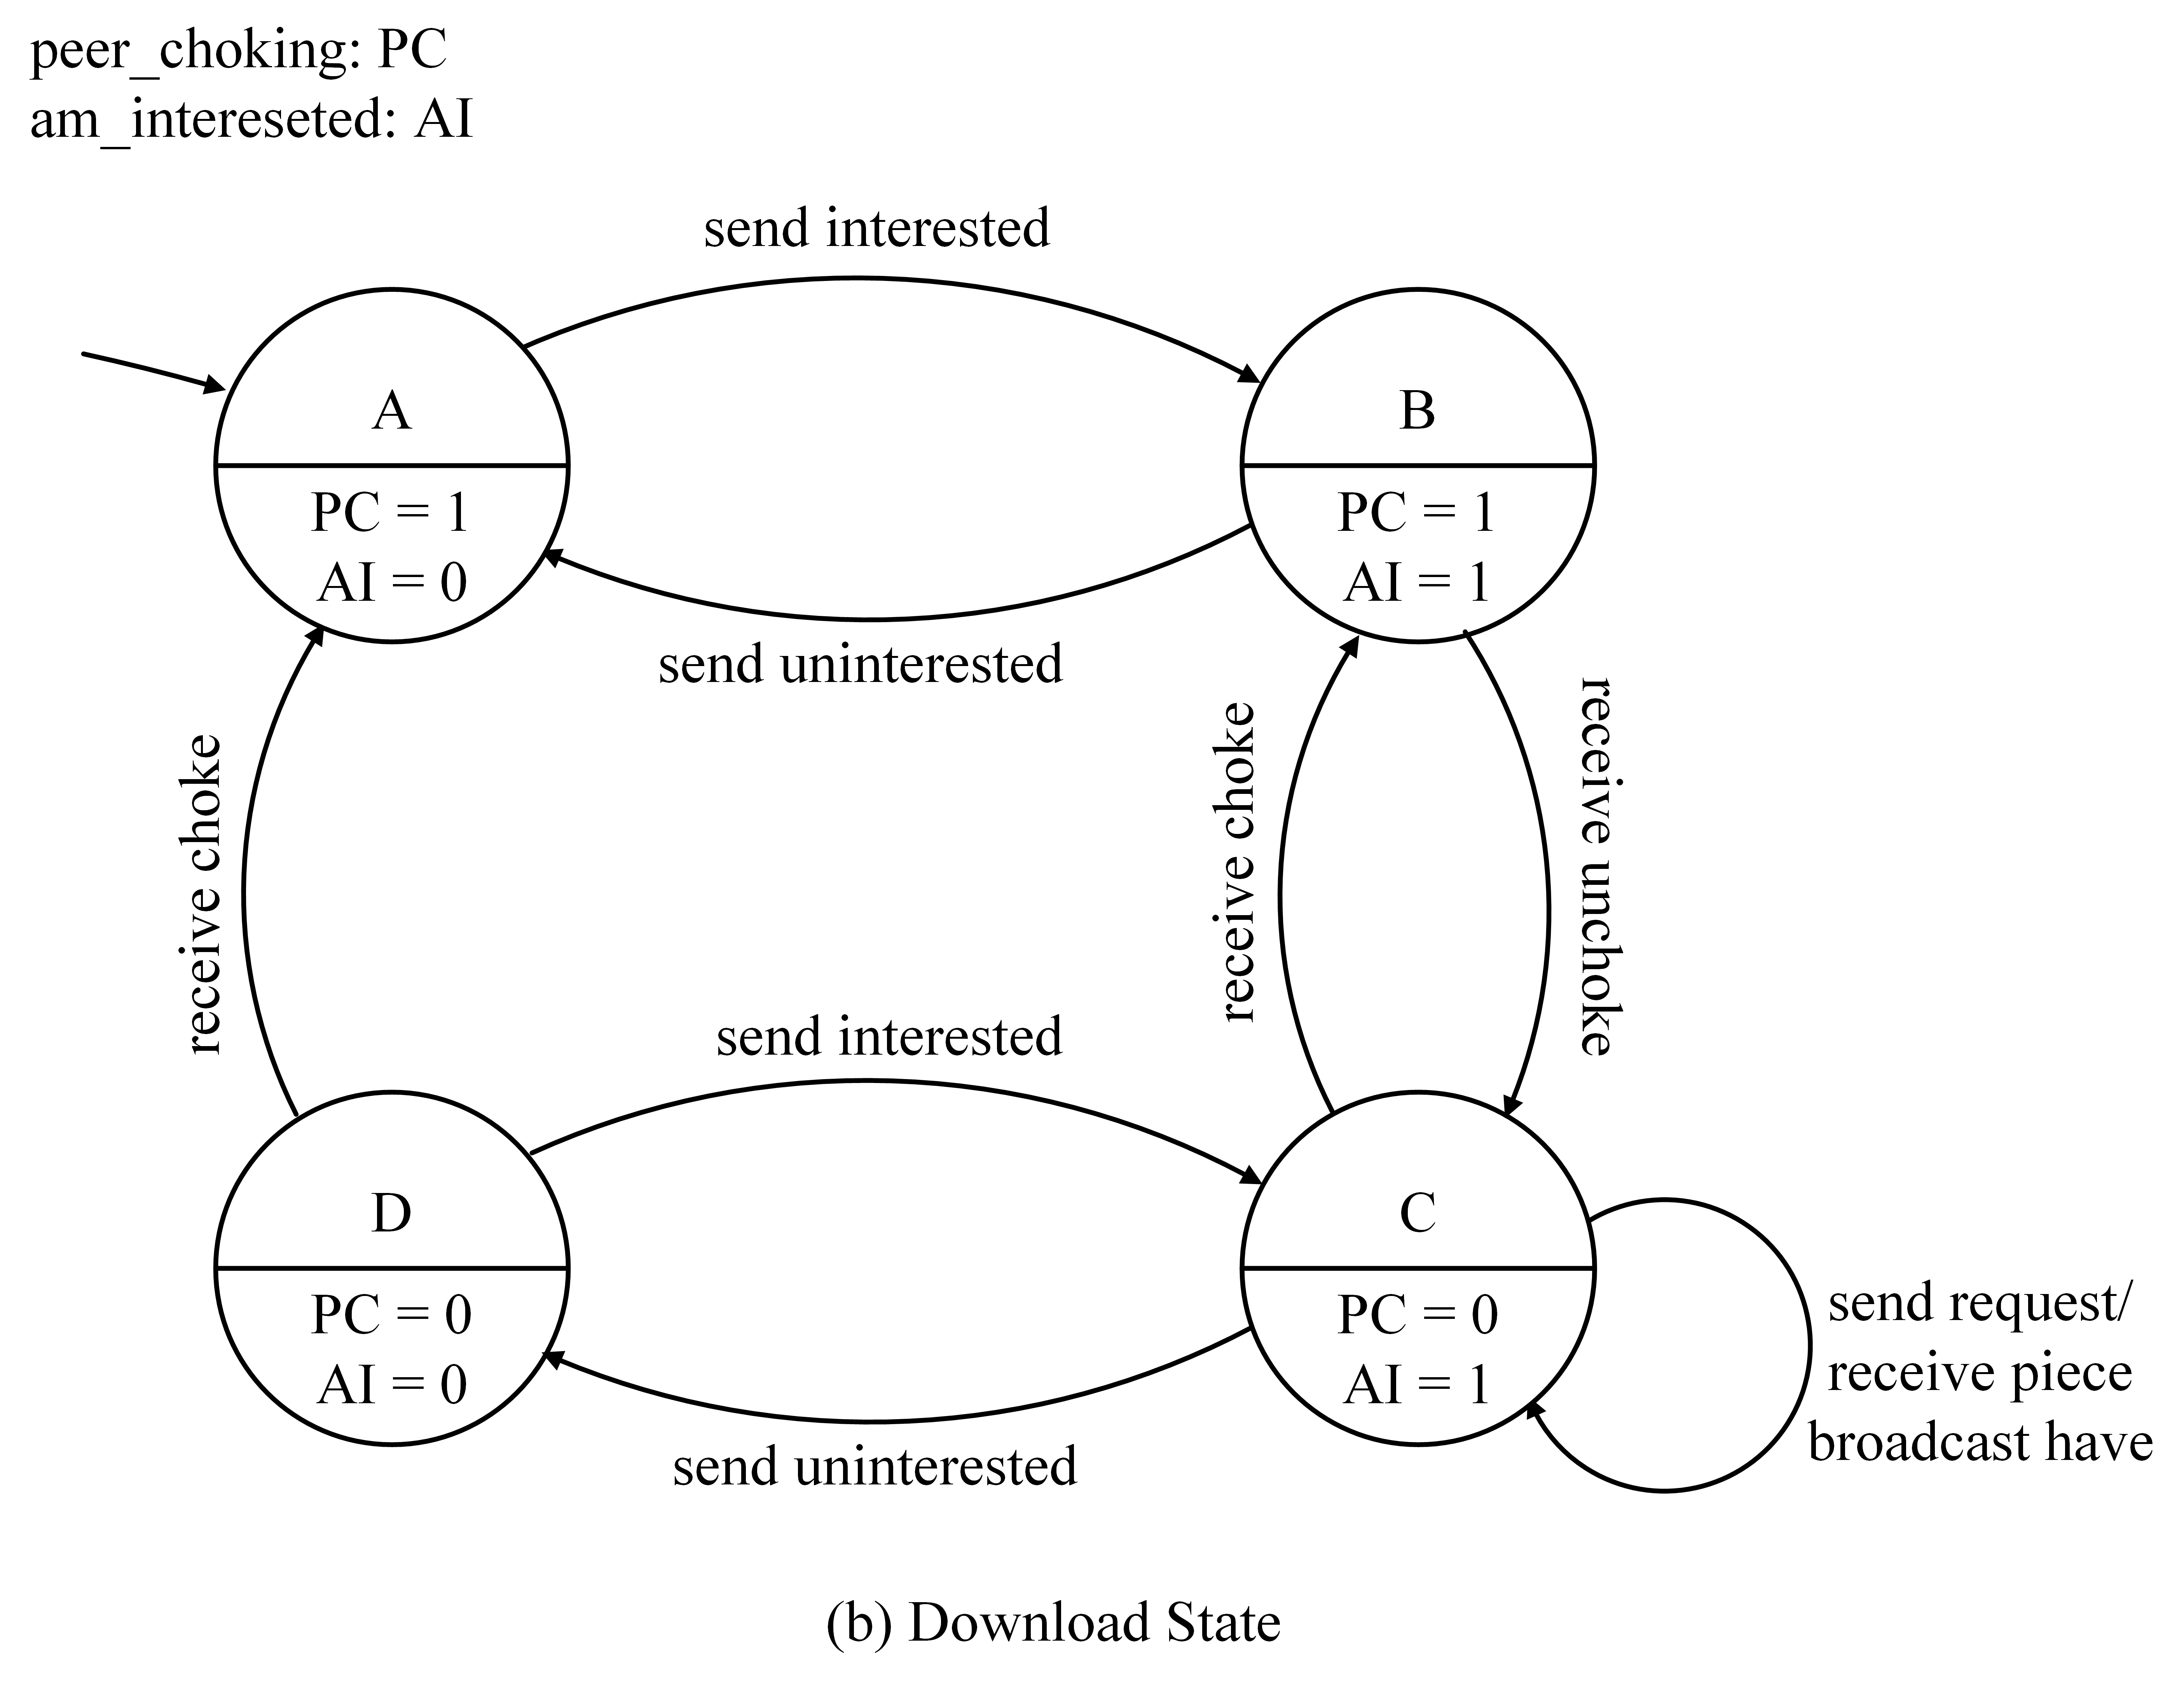 peer_choking: PC
am_intereseted: AI
send interested
A
PC = 1
AI = 0
B
PC = 1
AI = 1
send uninterested
receive choke
receive choke
receive unchoke
send interested
D
PC = 0
AI = 0
C
PC = 0
AI = 1
send request/
receive piece
broadcast have
send uninterested
(b) Download State